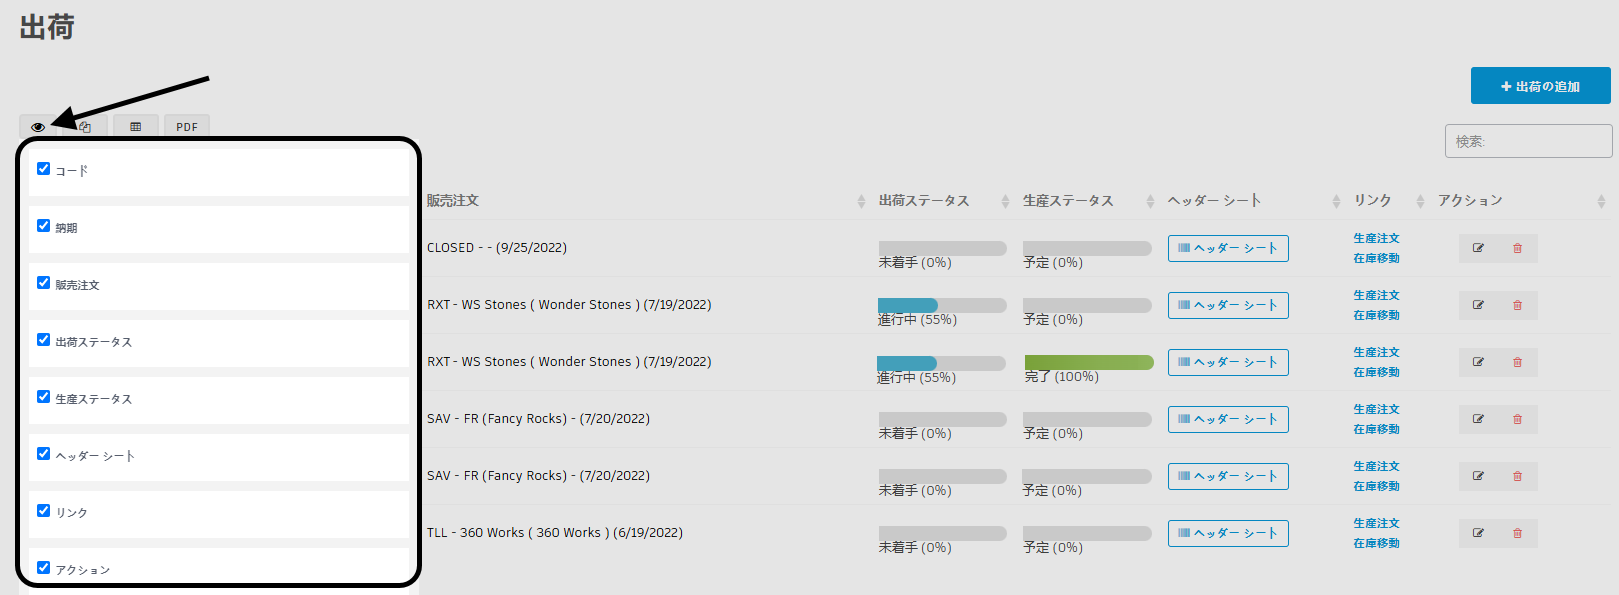 出荷
出荷の追加
PDF
検索:
コード
納期
販売注文
出荷ステータス
生産ステータス
ヘッダー シート
リンク
アクション
販売注文 出荷ステータス 生産ステータス ヘッダー シート リンク アクション
CLOSED - - (9/25/2022) 未着手 (0%) 予定 (0%) ヘッダー シート 生産注文
在庫移動
RXT - WS Stones ( Wonder Stones ) (7/19/2022) 進行中 (55%) 予定 (0%) ヘッダー シート 生産注文
在庫移動
RXT - WS Stones ( Wonder Stones ) (7/19/2022) 進行中 (55%) 完了 (100%) ヘッダー シート 生産注文
在庫移動
SAV - FR (Fancy Rocks) - (7/20/2022) 未着手 (0%) 予定 (0%) ヘッダー シート 生産注文
在庫移動
SAV - FR (Fancy Rocks) - (7/20/2022) 未着手 (0%) 予定 (0%) ヘッダー シート 生産注文
在庫移動
TLL - 360 Works ( 360 Works ) (6/19/2022) 未着手 (0%) 予定 (0%) ヘッダー シート 生産注文
在庫移動